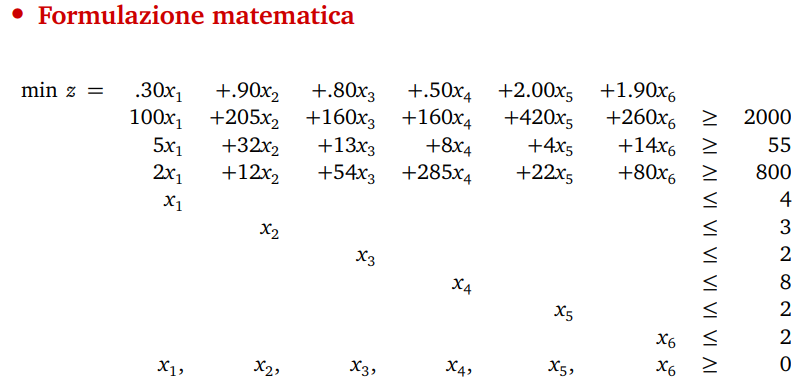 • Formulazione matematica
min z = .30x₁ +.90x₂ +.80x₃ +.50x₄ +2.00x₅ +1.90x₆
100x₁ +205x₂ +160x₃ +160x₄ +420x₅ +260x₆ ≥ 2000
5x₁ +32x₂ +13x₃ +8x₄ +4x₅ +14x₆ ≥ 55
2x₁ +12x₂ +54x₃ +285x₄ +22x₅ +80x₆ ≥ 800
x₁ ≤ 4
x₂ ≤ 3
x₃ ≤ 2
x₄ ≤ 8
x₅ ≤ 2
x₆ ≤ 2
x₁, x₂, x₃, x₄, x₅, x₆ ≥ 0